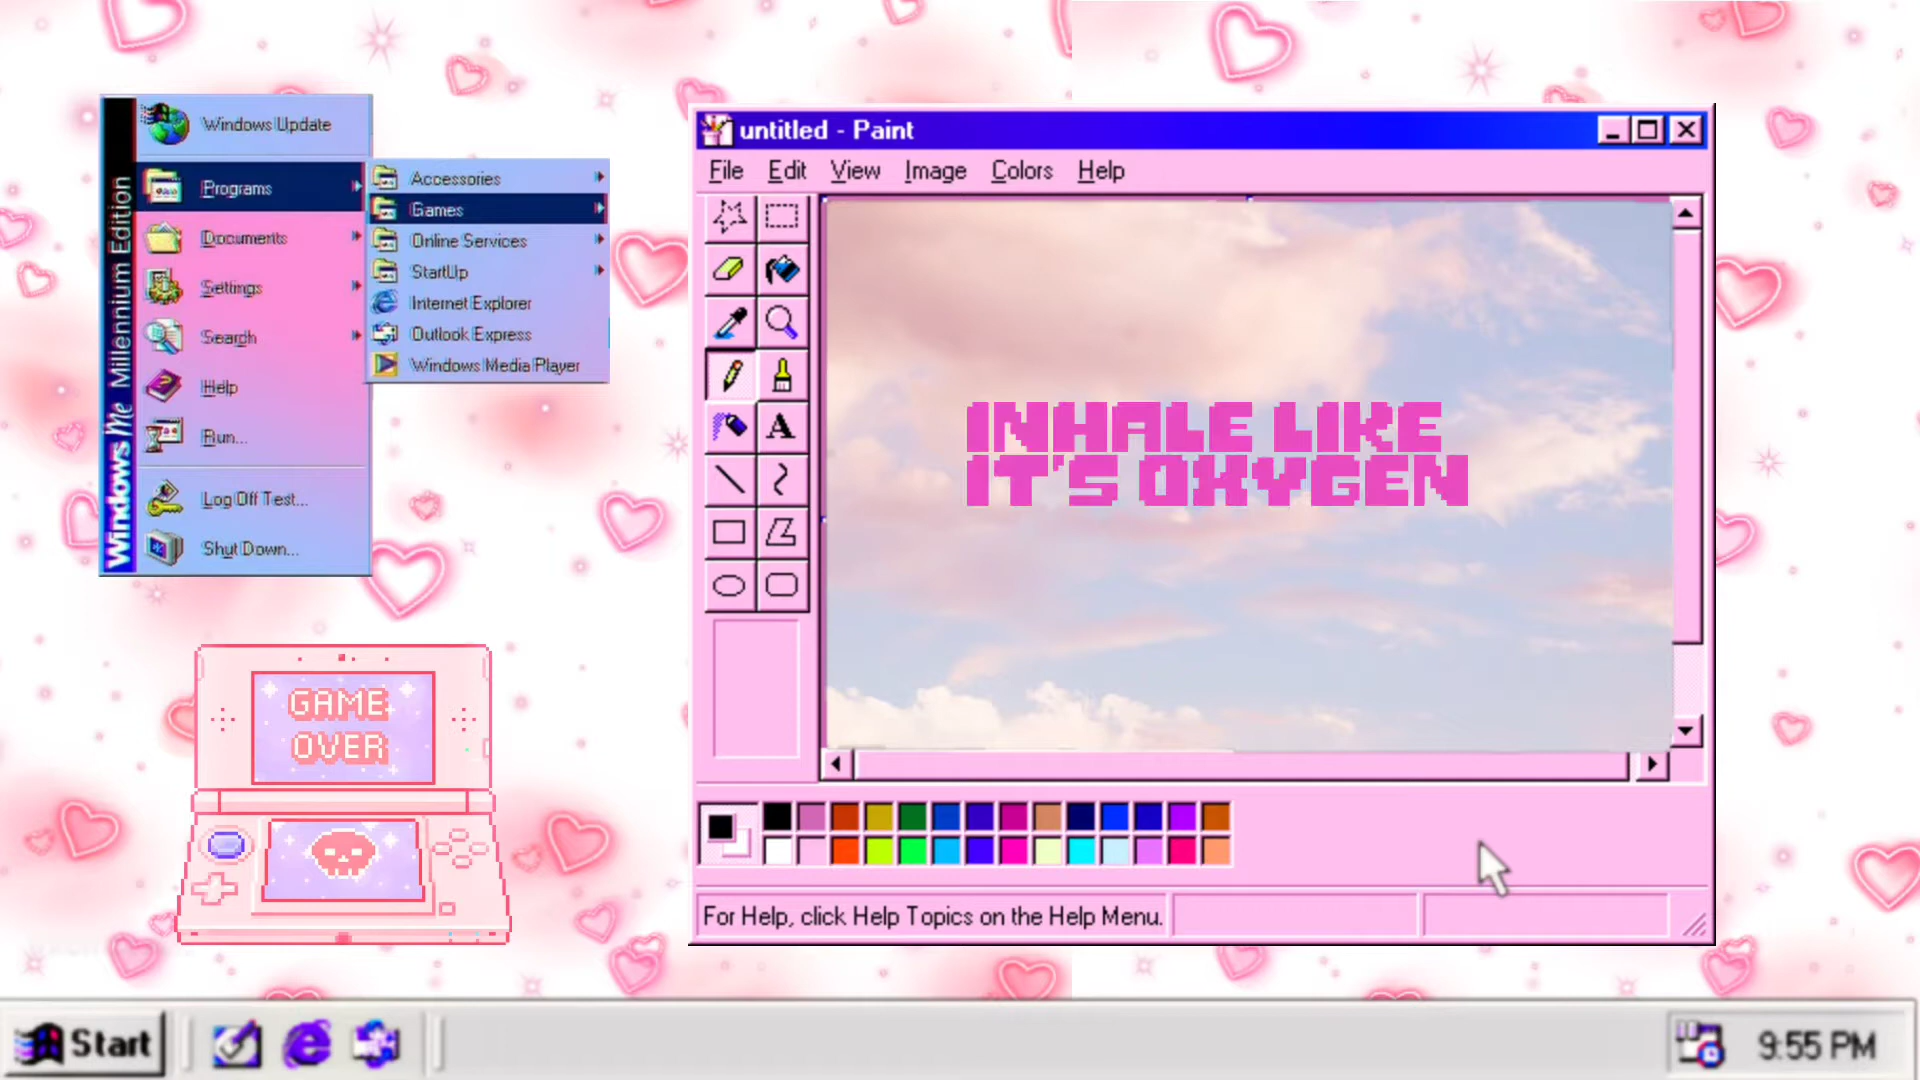 Windows Me Millennium Edition
Windows Update
Programs
Documents
Settings
Search
Help
Run...
Log Off Test...
Shut Down...
Accessories
Games
Online Services
StartUp
Internet Explorer
Outlook Express
Windows Media Player
GAME
OVER
untitled - Paint
File Edit View Image Colors Help
A
INHALE LIKE
IT'S OXYGEN
For Help, click Help Topics on the Help Menu.
Start
9:55 PM